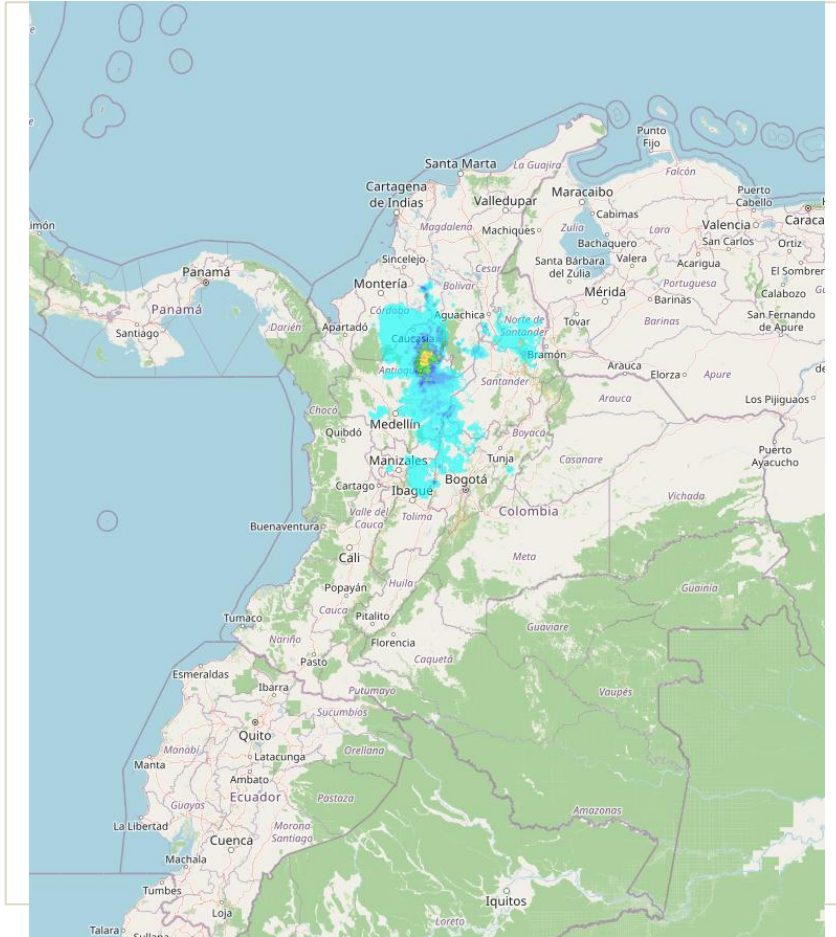 Santa Marta
La Guajira
Punto
Fijo
Cartagena
de Indias
Valledupar
Maracaibo
Falcón
Puerto
Cabello
Magdalena
Machiques
Zulia
Cabimas
Lara
Valencia
Caraca
Bachaquero
San Carlos
Ortiz
Sincelejo
Cesar
Santa Bárbara
del Zulia
Valera
Acarigua
El Sombrer
Panamá
Montería
Bolívar
Mérida
Portuguesa
Barinas
Calabozo
Panamá
Córdoba
Aguachica
Norte de
Santander
Tovar
Barinas
San Fernando
de Apure
Santiago
Darién
Apartadó
Caucasia
Bramón
Antioqu
Santander
Arauca
Elorza
Apure
de
Chocó
Arauca
Los Pijiguaos
Medellín
Quibdó
Boyacá
Manizales
Tunja
Casanare
Puerto
Ayacucho
Cartago
Ibagué
Bogotá
Vichada
Valle del
Cauca
Tolima
Colombia
Buenaventura
Cali
Meta
Guainía
Popayán
Huila
Cauca
Pitalito
Tumaco
Guaviare
Nariño
Florencia
Pasto
Caquetá
Esmeraldas
Ibarra
Putumayo
Vaupés
Sucumbíos
Quito
Manabí
Orellana
Manta
Latacunga
Ambato
Guayas
Ecuador
Pastaza
Amazonas
La Libertad
Morona
Santiago
Cuenca
Machala
Tumbes
Iquitos
Loja
Loreto
Talara
Sullana